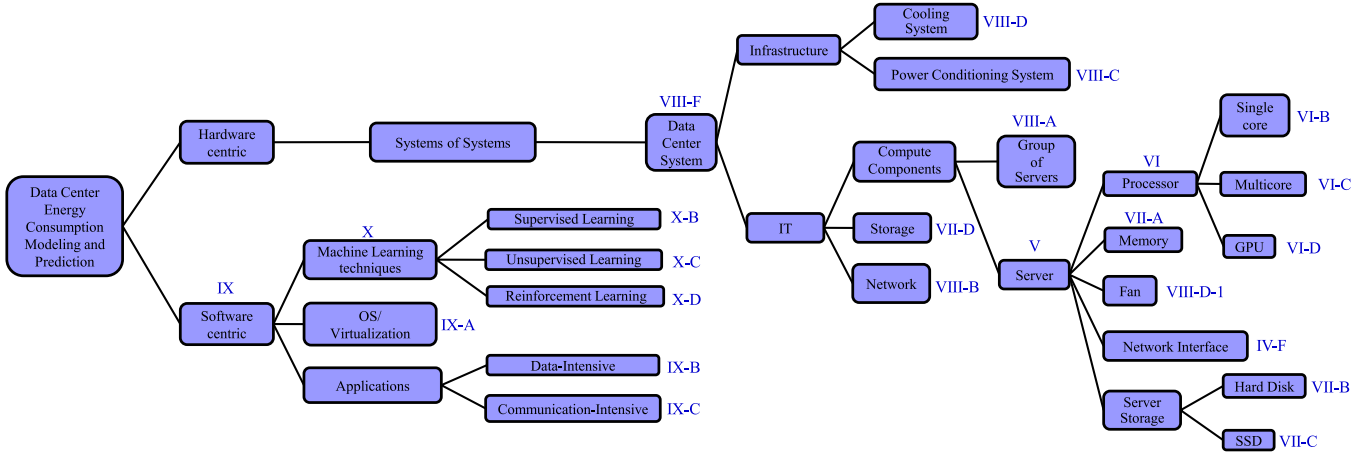 Data Center
Energy
Consumption
Modeling and
Prediction
Hardware
centric
Systems of Systems
VIII-F
Data
Center
System
Infrastructure
Cooling
System
VIII-D
Power Conditioning System
VIII-C
IT
Compute
Components
VIII-A
Group
of
Servers
Storage
VII-D
Network
VIII-B
V
Server
VI
Processor
Single
core
VI-B
Multicore
VI-C
GPU
VI-D
VII-A
Memory
Fan
VIII-D-1
Network Interface
IV-F
Server
Storage
Hard Disk
VII-B
SSD
VII-C
IX
Software
centric
X
Machine Learning
techniques
Supervised Learning
X-B
Unsupervised Learning
X-C
Reinforcement Learning
X-D
OS/
Virtualization
IX-A
Applications
Data-Intensive
IX-B
Communication-Intensive
IX-C